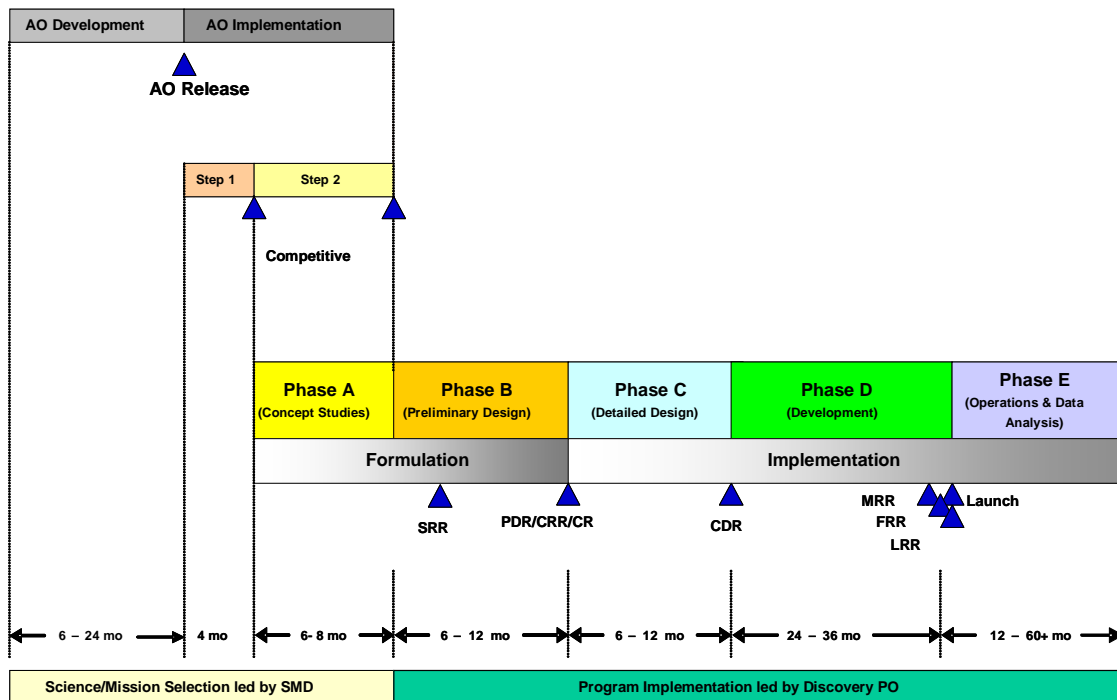 AO Development
AO Implementation
AO Release
Step 1
Step 2
Competitive
Phase A
(Concept Studies)
Phase B
(Preliminary Design)
Phase C
(Detailed Design)
Phase D
(Development)
Phase E
(Operations & Data
Analysis)
Formulation
Implementation
SRR
PDR/CRR/CR
CDR
MRR
FRR
LRR
Launch
6 – 24 mo
4 mo
6- 8 mo
6 – 12 mo
6 – 12 mo
24 – 36 mo
12 – 60+ mo
Science/Mission Selection led by SMD
Program Implementation led by Discovery PO